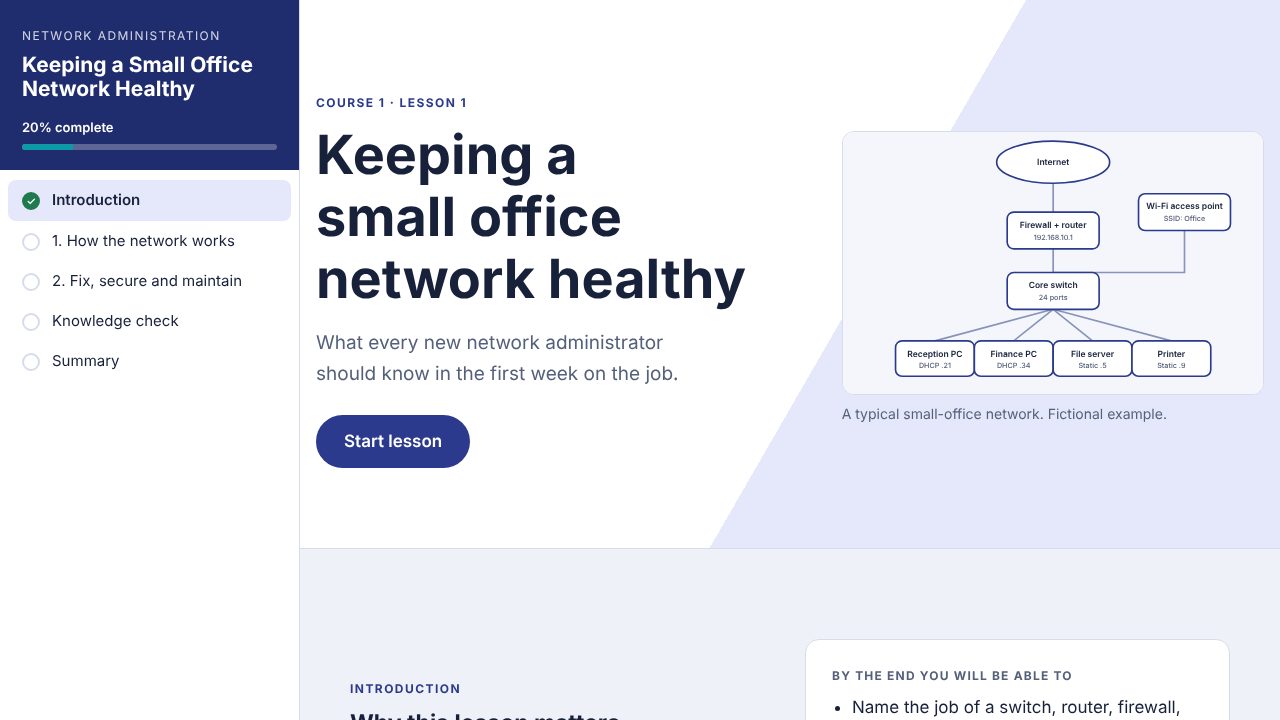 NETWORK ADMINISTRATION
Keeping a Small Office
Network Healthy
20% complete
Introduction
1. How the network works
2. Fix, secure and maintain
Knowledge check
Summary
COURSE 1 · LESSON 1
Keeping a
small office
network healthy
What every new network administrator
should know in the first week on the job.
Start lesson
Internet
Wi-Fi access point
SSID: Office
Firewall + router
192.168.10.1
Core switch
24 ports
Reception PC
DHCP .21
Finance PC
DHCP .34
File server
Static .5
Printer
Static .9
A typical small-office network. Fictional example.
INTRODUCTION
Why this lesson matters
BY THE END YOU WILL BE ABLE TO
• Name the job of a switch, router, firewall,